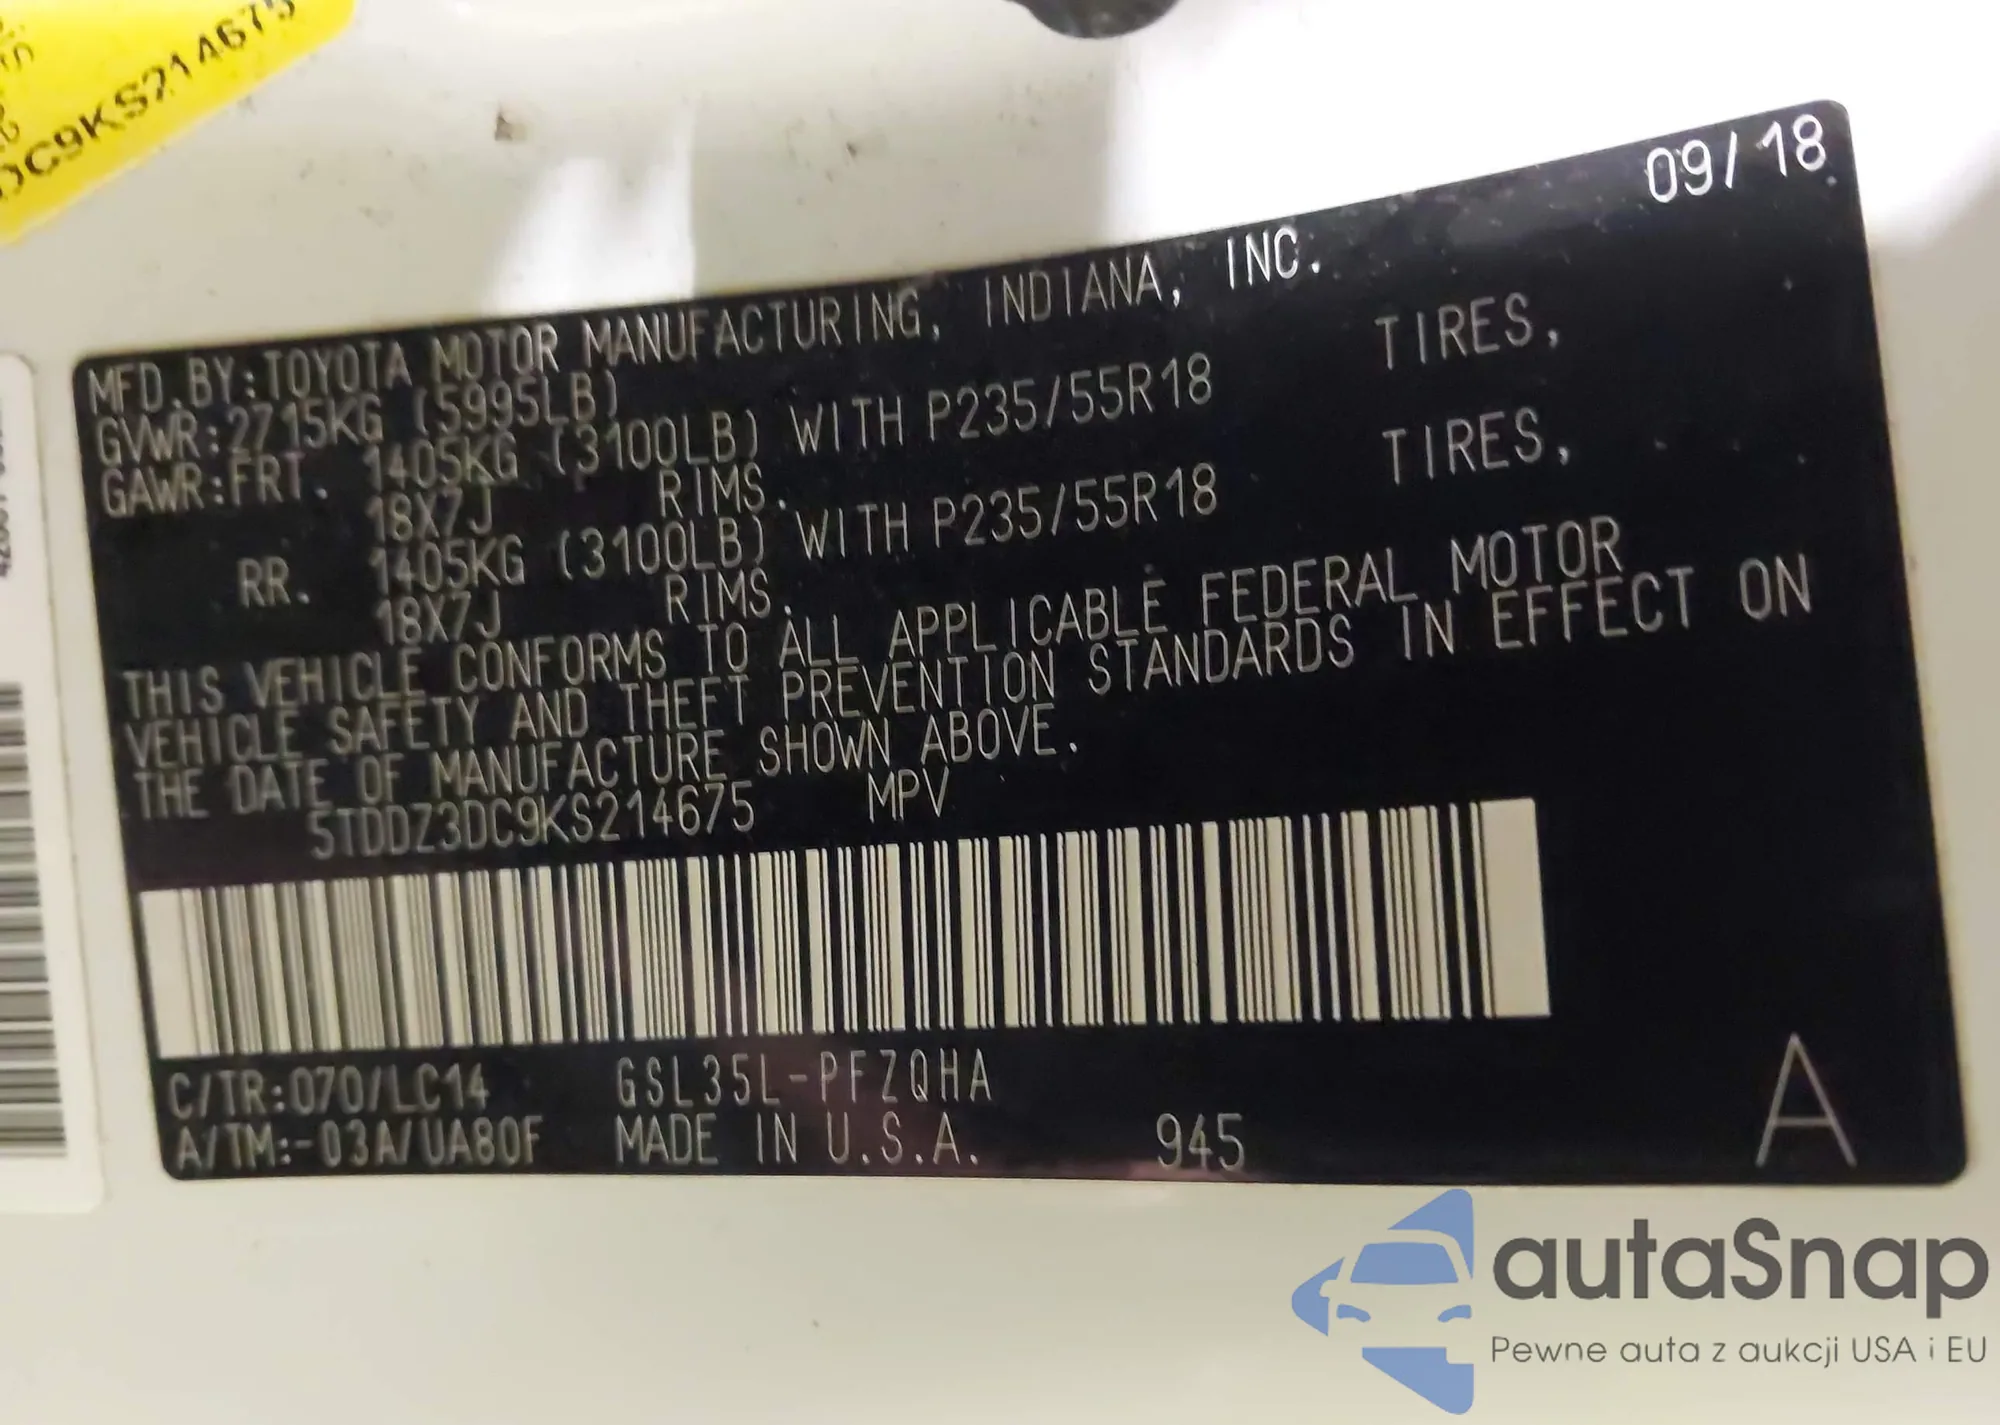 DC9KS214675
09/18
MFD.BY:TOYOTA MOTOR MANUFACTURING, INDIANA, INC.
GVWR:2715KG (5995LB)
GAWR:FRT. 1405KG (3100LB) WITH P235/55R18 TIRES,
18X7J RIMS.
RR. 1405KG (3100LB) WITH P235/55R18 TIRES,
18X7J RIMS.
THIS VEHICLE CONFORMS TO ALL APPLICABLE FEDERAL MOTOR
VEHICLE SAFETY AND THEFT PREVENTION STANDARDS IN EFFECT ON
THE DATE OF MANUFACTURE SHOWN ABOVE.
5TDDZ3DC9KS214675 MPV
C/TR:070/LC14 GSL35L-PFZQHA
A/TM:-03A/UA80F MADE IN U.S.A. 945
A
autaSnap
Pewne auta z aukcji USA i EU